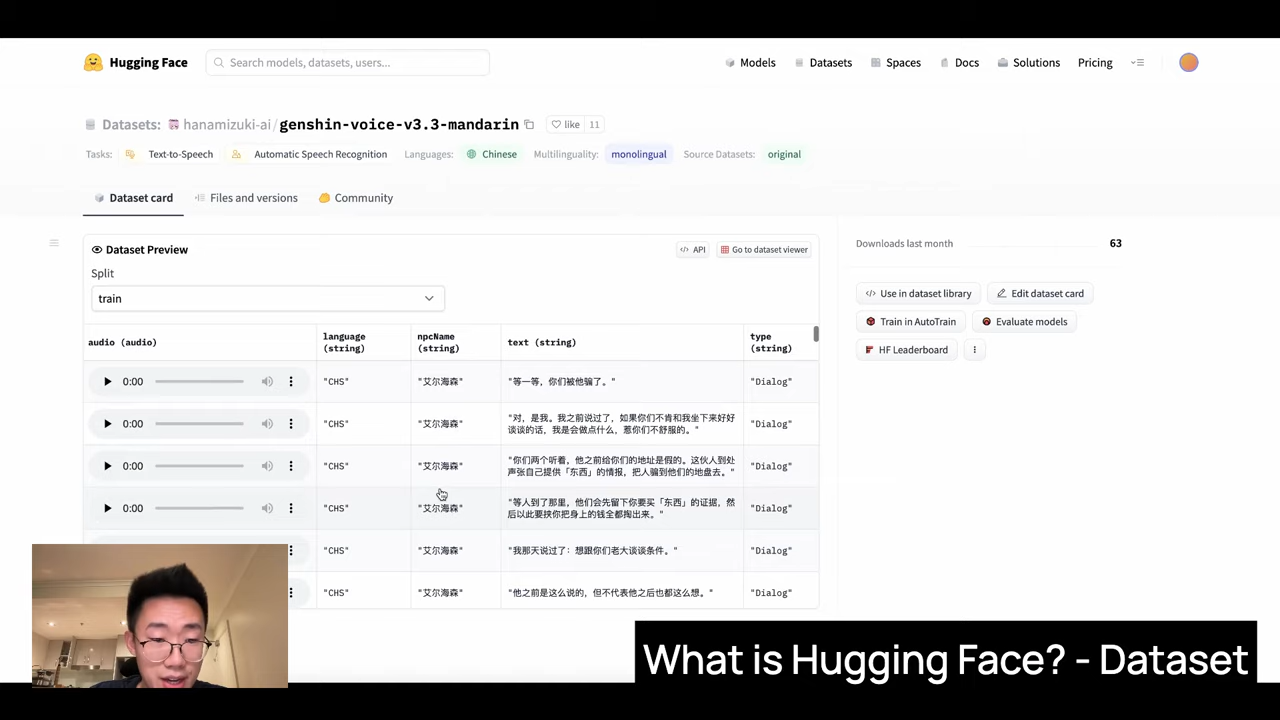 Hugging Face
Search models, datasets, users...
Models
Datasets
Spaces
Docs
Solutions
Pricing
Datasets: hanamizuki-ai/genshin-voice-v3.3-mandarin
like 11
Tasks: Text-to-Speech Automatic Speech Recognition Languages: Chinese Multilinguality: monolingual Source Datasets: original
Dataset card
Files and versions
Community
Dataset Preview
API
Go to dataset viewer
Split
train
audio (audio)
language (string)
npcName (string)
text (string)
type (string)
0:00 "CHS" "艾尔海森" "等一等，你们被他骗了。" "Dialog"
0:00 "CHS" "艾尔海森" "对，是我。我之前说过了，如果你们不肯和我坐下来好好
谈谈的话，我是会做点什么，惹你们不舒服的。" "Dialog"
0:00 "CHS" "艾尔海森" "你们两个听着，他之前给你们的地址是假的。这伙人到处
声张自己提供「东西」的情报，把人骗到他们的地盘去。" "Dialog"
0:00 "CHS" "艾尔海森" "等人到了那里，他们会先留下你要买「东西」的证据，然
后以此要挟你把身上的钱全都掏出来。" "Dialog"
"CHS" "艾尔海森" "我那天说过了：想跟你们老大谈谈条件。" "Dialog"
"CHS" "艾尔海森" "他之前是这么说的，但不代表他之后也都这么想。" "Dialog"
Downloads last month 63
Use in dataset library
Edit dataset card
Train in AutoTrain
Evaluate models
HF Leaderboard
What is Hugging Face? - Dataset